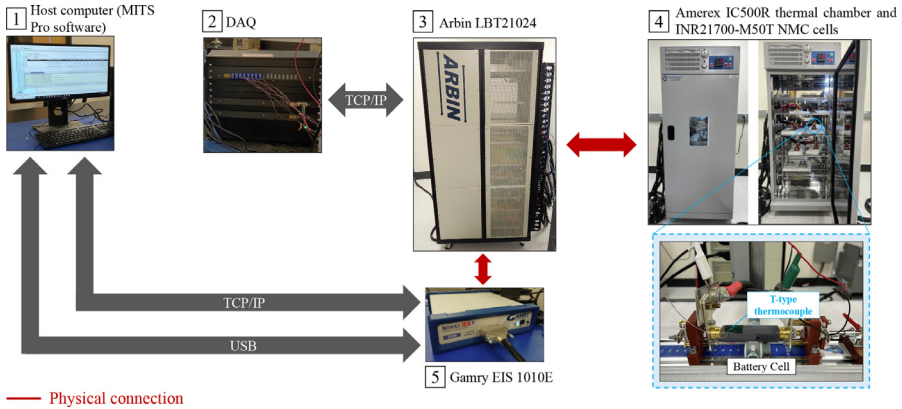 1 Host computer (MITS
Pro software)
2 DAQ
3 Arbin LBT21024
4 Amerex IC500R thermal chamber and
INR21700-M50T NMC cells
ARBIN
TCP/IP
TCP/IP
USB
T-type
thermocouple
Battery Cell
5 Gamry EIS 1010E
Physical connection